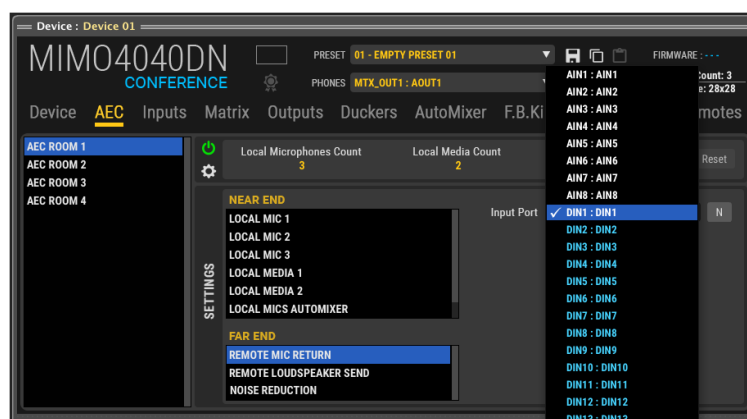 Device : Device 01
MIMO4040DN
CONFERENCE
PRESET 01 - EMPTY PRESET 01
PHONES MTX_OUT1 : AOUT1
FIRMWARE : ---
Count: 3
e: 28x28
Device AEC Inputs Matrix Outputs Duckers AutoMixer F.B.Ki motes
AEC ROOM 1
AEC ROOM 2
AEC ROOM 3
AEC ROOM 4
Local Microphones Count
3
Local Media Count
2
Reset
SETTINGS
NEAR END
LOCAL MIC 1
LOCAL MIC 2
LOCAL MIC 3
LOCAL MEDIA 1
LOCAL MEDIA 2
LOCAL MICS AUTOMIXER
FAR END
REMOTE MIC RETURN
REMOTE LOUDSPEAKER SEND
NOISE REDUCTION
Input Port
N
AIN1 : AIN1
AIN2 : AIN2
AIN3 : AIN3
AIN4 : AIN4
AIN5 : AIN5
AIN6 : AIN6
AIN7 : AIN7
AIN8 : AIN8
✓ DIN1 : DIN1
DIN2 : DIN2
DIN3 : DIN3
DIN4 : DIN4
DIN5 : DIN5
DIN6 : DIN6
DIN7 : DIN7
DIN8 : DIN8
DIN9 : DIN9
DIN10 : DIN10
DIN11 : DIN11
DIN12 : DIN12
DIN13 : DIN13